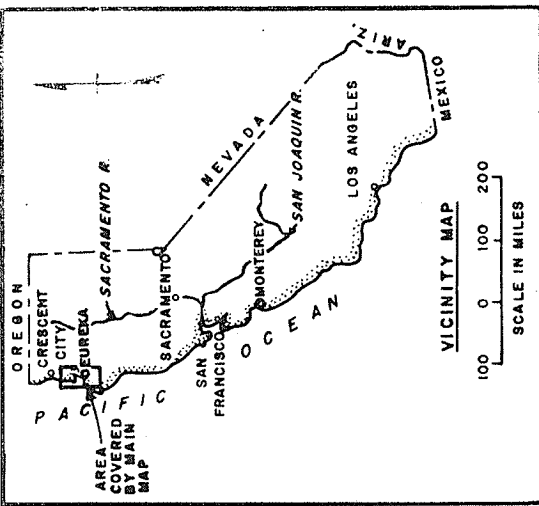 OREGON
CRESCENT
CITY
EUREKA
SACRAMENTO R.
NEVADA
SACRAMENTO
SAN
FRANCISCO
MONTEREY
SAN JOAQUIN R.
LOS ANGELES
ARIZ.
MEXICO
PACIFIC
OCEAN
AREA
COVERED
BY MAIN
MAP
VICINITY MAP
100 0 100 200
SCALE IN MILES